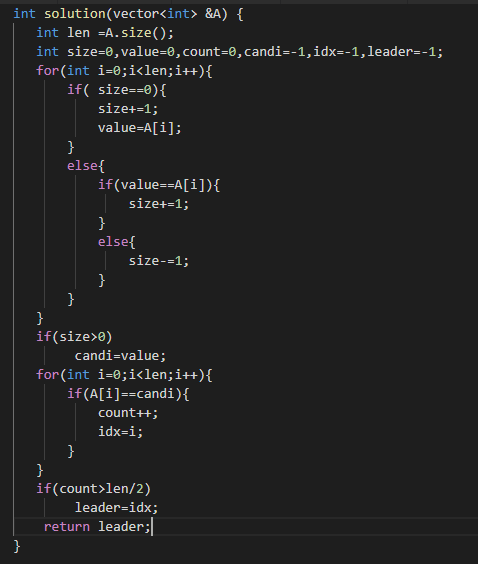 int solution(vector<int> &A) {
int len =A.size();
int size=0,value=0,count=0,candi=-1,idx=-1,leader=-1;
for(int i=0;i<len;i++){
if( size==0){
size+=1;
value=A[i];
}
else{
if(value==A[i]){
size+=1;
}
else{
size-=1;
}
}
}
if(size>0)
candi=value;
for(int i=0;i<len;i++){
if(A[i]==candi){
count++;
idx=i;
}
}
if(count>len/2)
leader=idx;
return leader;
}